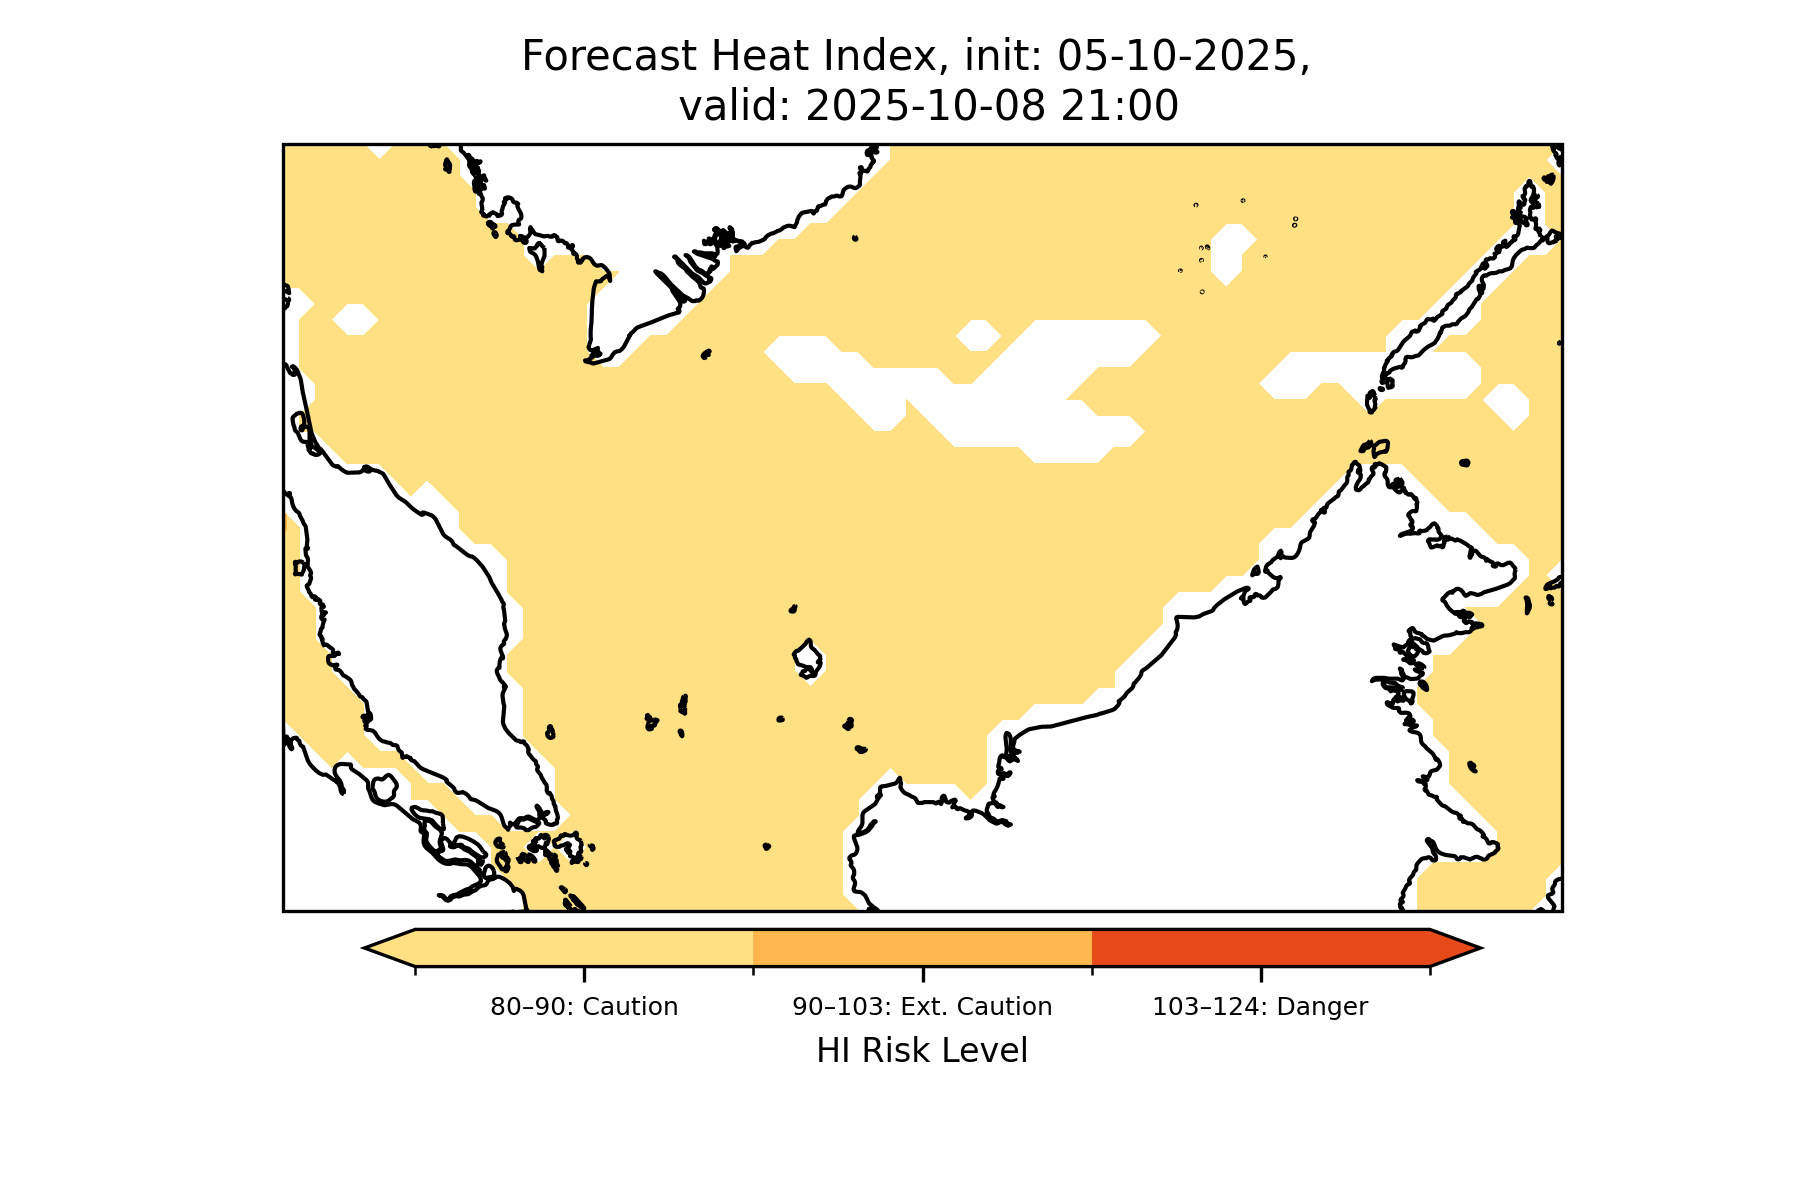 Forecast Heat Index, init: 05-10-2025,
valid: 2025-10-08 21:00
80–90: Caution
90–103: Ext. Caution
103–124: Danger
HI Risk Level